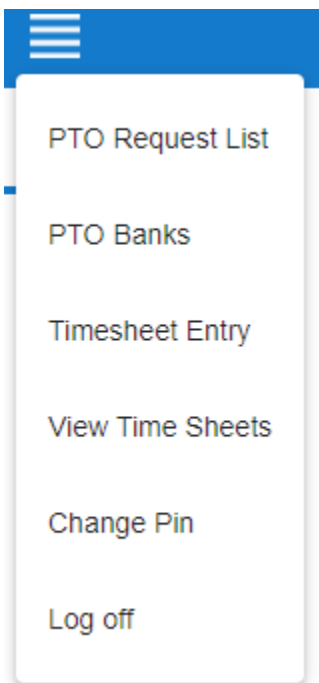 PTO Request List
PTO Banks
Timesheet Entry
View Time Sheets
Change Pin
Log off